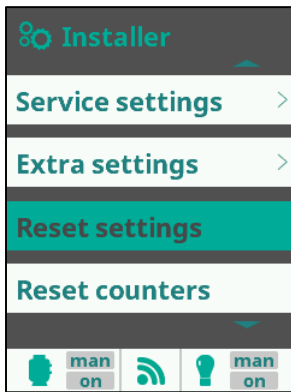 Installer
Service settings
Extra settings
Reset settings
Reset counters
man man
on on